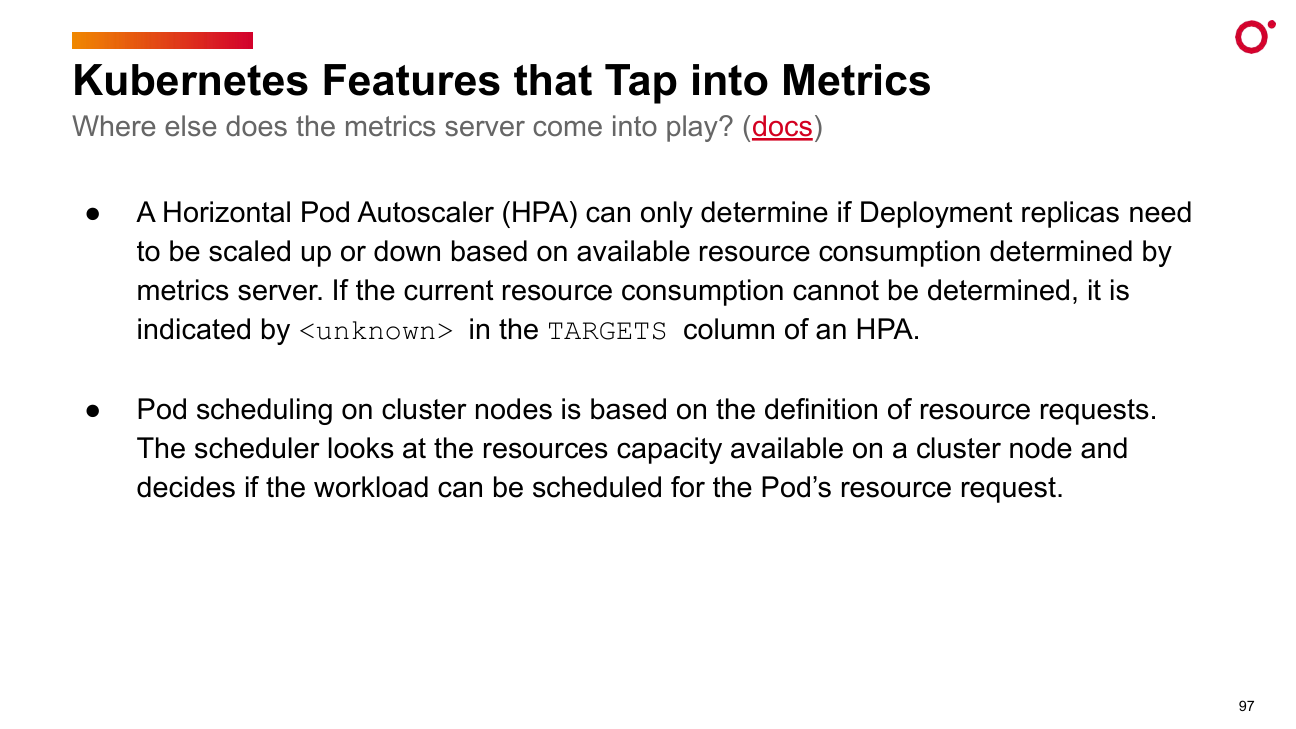 Kubernetes Features that Tap into Metrics
Where else does the metrics server come into play? (docs)
● A Horizontal Pod Autoscaler (HPA) can only determine if Deployment replicas need
to be scaled up or down based on available resource consumption determined by
metrics server. If the current resource consumption cannot be determined, it is
indicated by <unknown> in the TARGETS column of an HPA.
● Pod scheduling on cluster nodes is based on the definition of resource requests.
The scheduler looks at the resources capacity available on a cluster node and
decides if the workload can be scheduled for the Pod’s resource request.
97